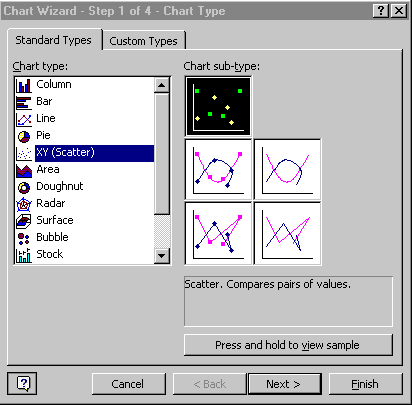 Chart Wizard - Step 1 of 4 - Chart Type
Standard Types Custom Types
Chart type:
Column
Bar
Line
Pie
XY (Scatter)
Area
Doughnut
Radar
Surface
Bubble
Stock
Chart sub-type:
Scatter. Compares pairs of values.
Press and hold to view sample
Cancel < Back Next > Finish